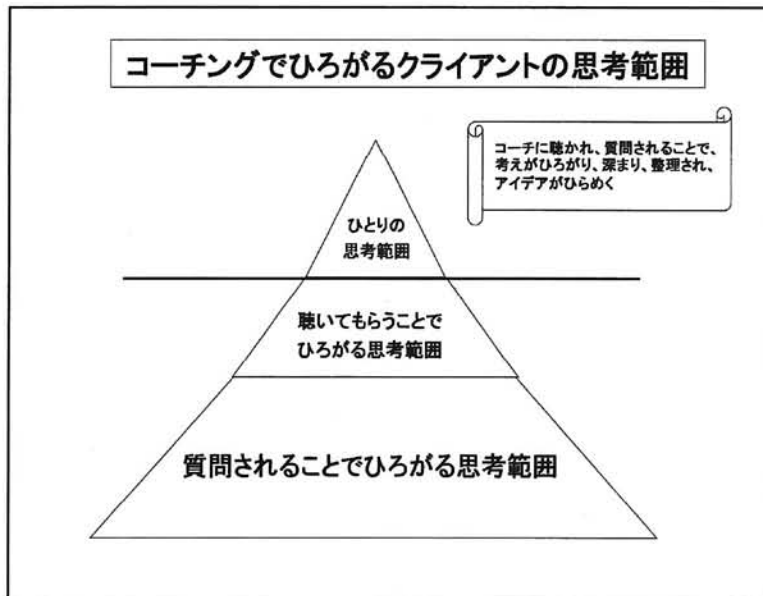 コーチングでひろがるクライアントの思考範囲
コーチに聴かれ、質問されることで、
考えがひろがり、深まり、整理され、
アイデアがひらめく
ひとりの
思考範囲
聴いてもらうことで
ひろがる思考範囲
質問されることでひろがる思考範囲